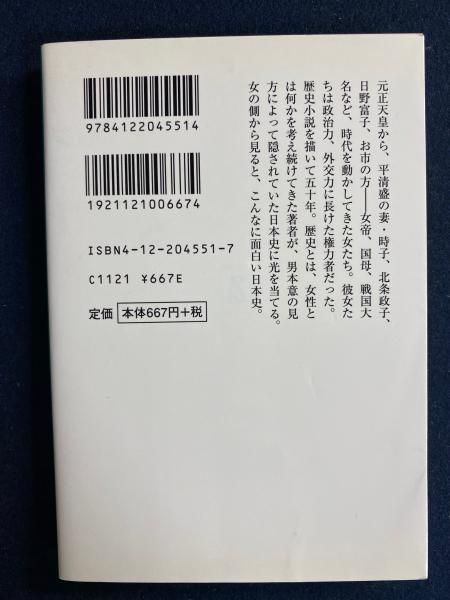 元正天皇から、平清盛の妻・時子、北条政子、
日野富子、お市の方――女帝、国母、戦国大
名など、時代を動かしてきた女たち。彼女た
ちは政治力、外交力に長けた権力者だった。
歴史小説を描いて五十年。歴史とは、女性と
は何かを考え続けてきた著者が、男本意の見
方によって隠されていた日本史に光を当てる。
女の側から見ると、こんなに面白い日本史。
9784122045514
1921121006674
ISBN4-12-204551-7
C1121 ¥667E
定価 本体667円+税